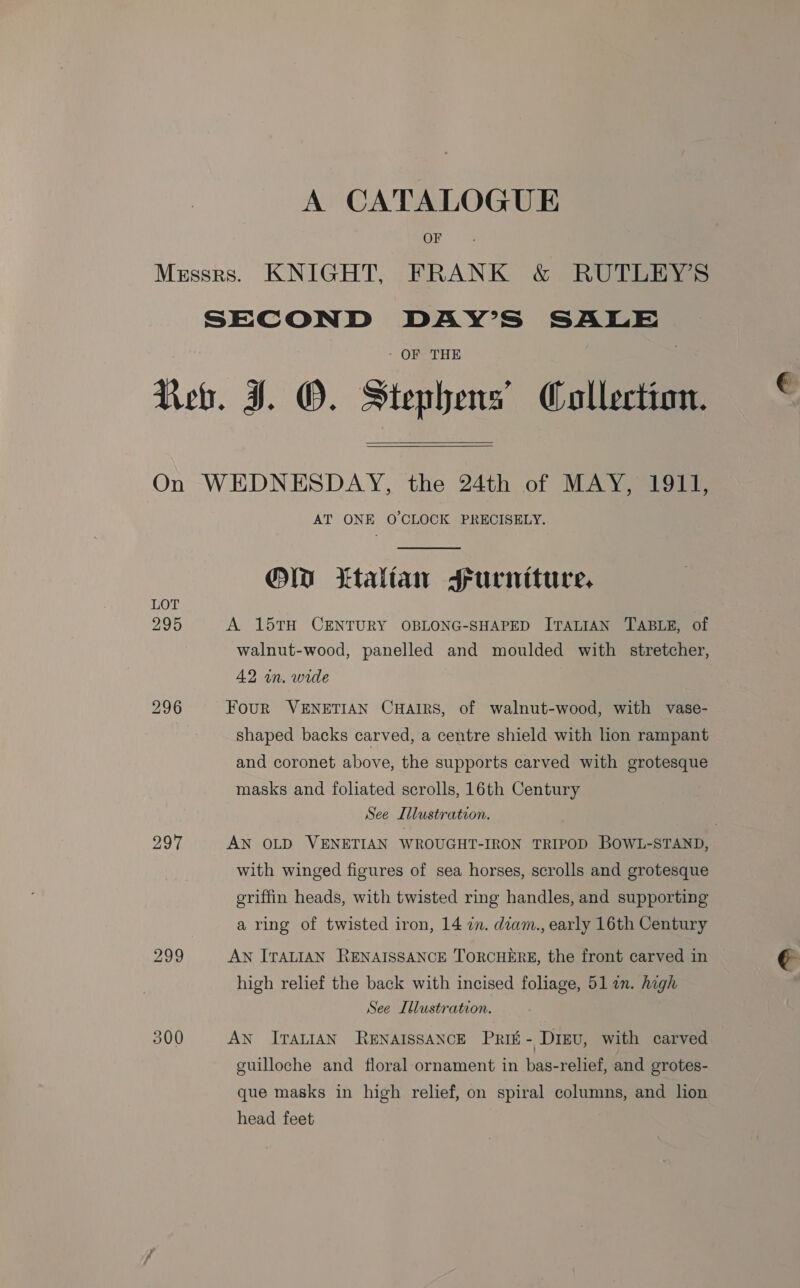 A CATALOGUE
OF
Messrs. KNIGHT, FRANK & RUTLEY'S
SECOND DAY'S SALE
OF THE
Rev. J. O. Stephens' Collection.
On WEDNESDAY, the 24th of MAY, 1911,
AT ONE O'CLOCK PRECISELY.
Old Italian Furniture.
LOT
295 A 15TH CENTURY OBLONG-SHAPED ITALIAN TABLE, of
walnut-wood, panelled and moulded with stretcher,
42 in. wide
296 FOUR VENETIAN CHAIRS, of walnut-wood, with vase-
shaped backs carved, a centre shield with lion rampant
and coronet above, the supports carved with grotesque
masks and foliated scrolls, 16th Century
See Illustration.
297 AN OLD VENETIAN WROUGHT-IRON TRIPOD BOWL-STAND,
with winged figures of sea horses, scrolls and grotesque
griffin heads, with twisted ring handles, and supporting
a ring of twisted iron, 14 in. diam., early 16th Century
299 AN ITALIAN RENAISSANCE TORCHÈRE, the front carved in
high relief the back with incised foliage, 51 in. high
See Illustration.
300 AN ITALIAN RENAISSANCE PRIÉ-DIEU, with carved
guilloche and floral ornament in bas-relief, and grotes-
que masks in high relief, on spiral columns, and lion
head feet